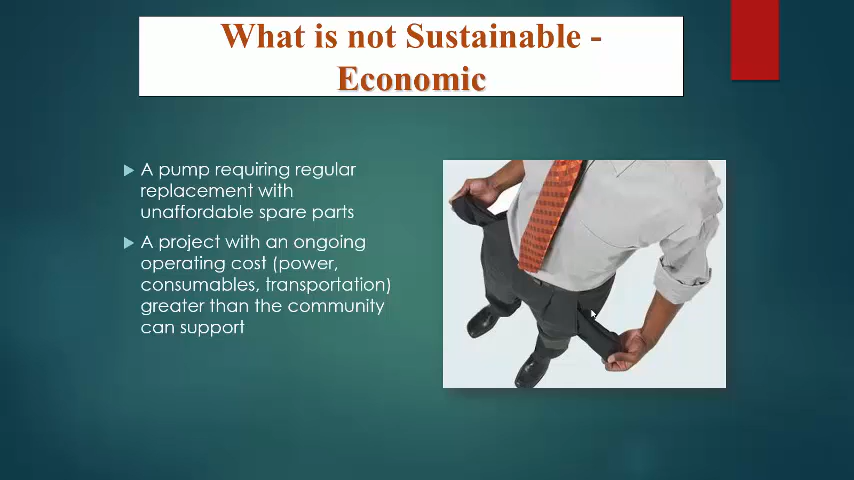 What is not Sustainable -
Economic
A pump requiring regular
replacement with
unaffordable spare parts
A project with an ongoing
operating cost (power,
consumables, transportation)
greater than the community
can support